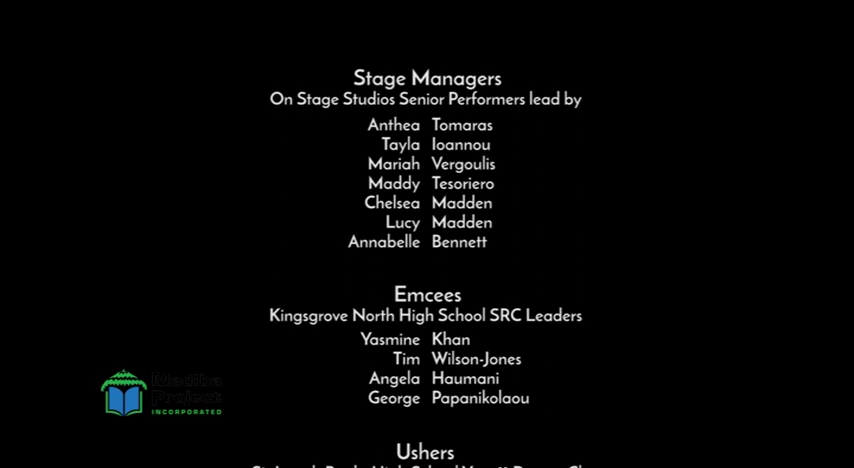 Stage Managers
On Stage Studios Senior Performers lead by
Anthea Tomaras
Tayla Ioannou
Mariah Vergoulis
Maddy Tesoriero
Chelsea Madden
Lucy Madden
Annabelle Bennett
Emcees
Kingsgrove North High School SRC Leaders
Yasmine Khan
Tim Wilson-Jones
Angela Haumani
George Papanikolaou
Madiba
Project
INCORPORATED
Ushers